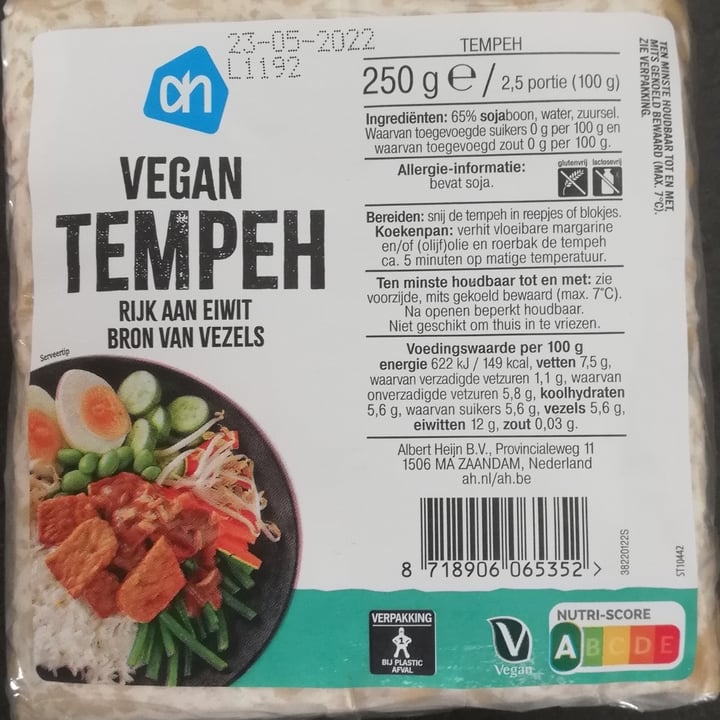 23-05-2022
L1192
ah
VEGAN
TEMPEH
RIJK AAN EIWIT
BRON VAN VEZELS
Serveertip
TEMPEH
250 g ℮ / 2,5 portie (100 g)
Ingrediënten: 65% sojaboon, water, zuursel.
Waarvan toegevoegde suikers 0 g per 100 g en
waarvan toegevoegd zout 0 g per 100 g.
Allergie-informatie:
bevat soja.
glutenvrij lactosevrij
Bereiden: snij de tempeh in reepjes of blokjes.
Koekenpan: verhit vloeibare margarine
en/of (olijf)olie en roerbak de tempeh
ca. 5 minuten op matige temperatuur.
Ten minste houdbaar tot en met: zie
voorzijde, mits gekoeld bewaard (max. 7°C).
Na openen beperkt houdbaar.
Niet geschikt om thuis in te vriezen.
Voedingswaarde per 100 g
energie 622 kJ / 149 kcal, vetten 7,5 g,
waarvan verzadigde vetzuren 1,1 g, waarvan
onverzadigde vetzuren 5,8 g, koolhydraten
5,6 g, waarvan suikers 5,6 g, vezels 5,6 g,
eiwitten 12 g, zout 0,03 g.
Albert Heijn B.V., Provincialeweg 11
1506 MA ZAANDAM, Nederland
ah.nl/ah.be
8 718906 065352 >
38220122S
ST10442
TEN MINSTE HOUDBAAR TOT EN MET,
MITS GEKOELD BEWAARD (MAX. 7°C).
ZIE VERPAKKING.
VERPAKKING
1
BIJ PLASTIC
AFVAL
V
Vegan
NUTRI-SCORE
A B C D E